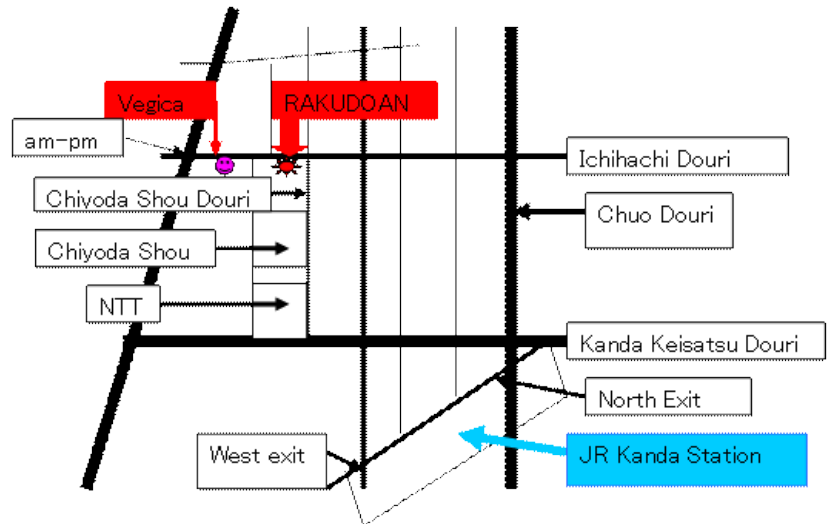 Vegica
RAKUDOAN
am-pm
Ichihachi Douri
Chiyoda Shou Douri
Chuo Douri
Chiyoda Shou
NTT
Kanda Keisatsu Douri
North Exit
West exit
JR Kanda Station